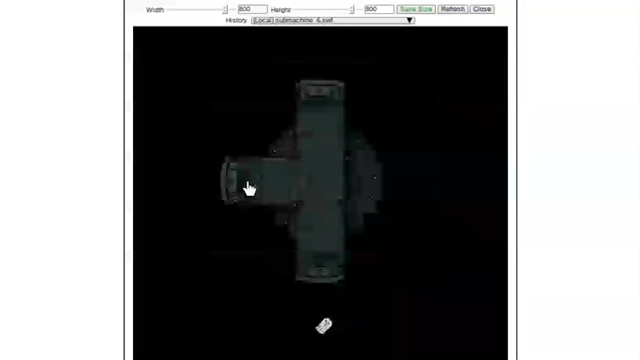 Width 800 Height 800 Save Size Refresh Close
History (Local) submachine_6.swf